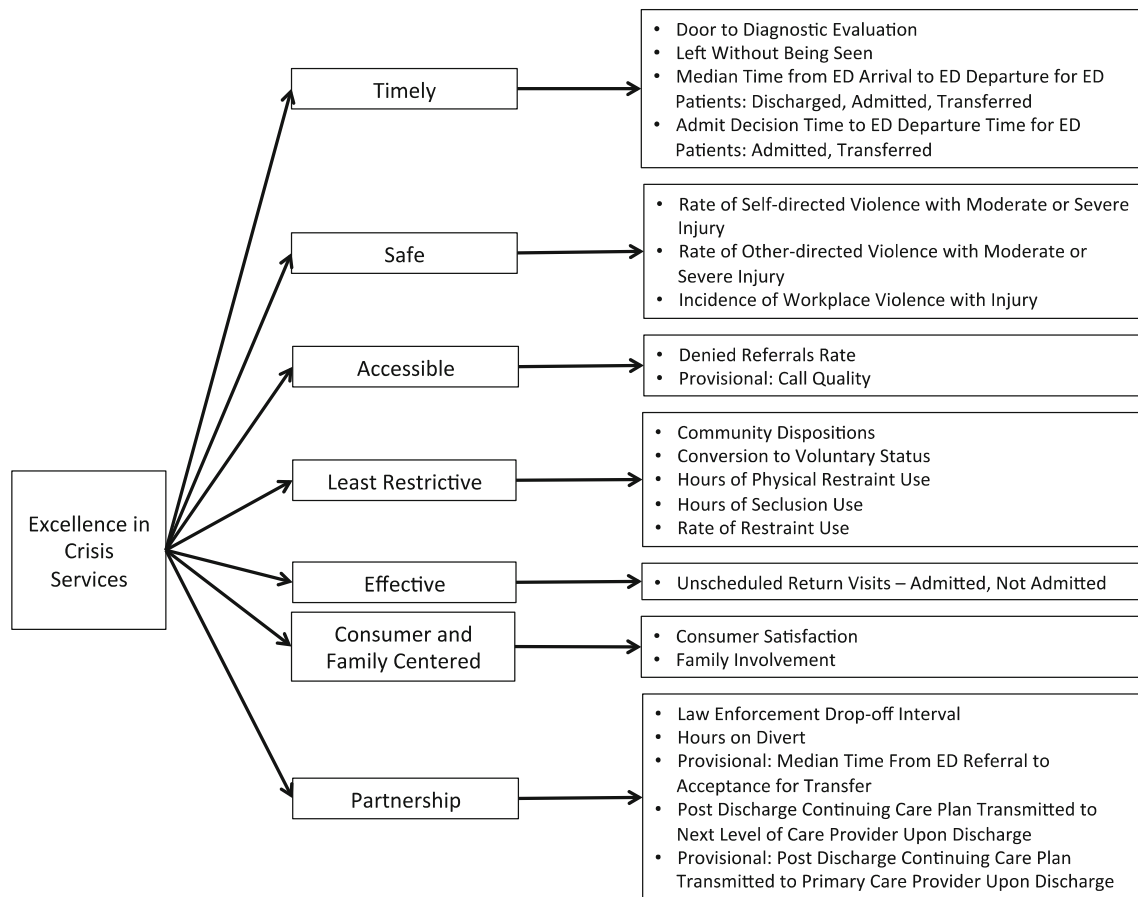 Excellence in
Crisis
Services
Timely
• Door to Diagnostic Evaluation
• Left Without Being Seen
• Median Time from ED Arrival to ED Departure for ED
Patients: Discharged, Admitted, Transferred
• Admit Decision Time to ED Departure Time for ED
Patients: Admitted, Transferred
Safe
• Rate of Self-directed Violence with Moderate or Severe
Injury
• Rate of Other-directed Violence with Moderate or
Severe Injury
• Incidence of Workplace Violence with Injury
Accessible
• Denied Referrals Rate
• Provisional: Call Quality
Least Restrictive
• Community Dispositions
• Conversion to Voluntary Status
• Hours of Physical Restraint Use
• Hours of Seclusion Use
• Rate of Restraint Use
Effective
• Unscheduled Return Visits – Admitted, Not Admitted
Consumer and
Family Centered
• Consumer Satisfaction
• Family Involvement
Partnership
• Law Enforcement Drop-off Interval
• Hours on Divert
• Provisional: Median Time From ED Referral to
Acceptance for Transfer
• Post Discharge Continuing Care Plan Transmitted to
Next Level of Care Provider Upon Discharge
• Provisional: Post Discharge Continuing Care Plan
Transmitted to Primary Care Provider Upon Discharge